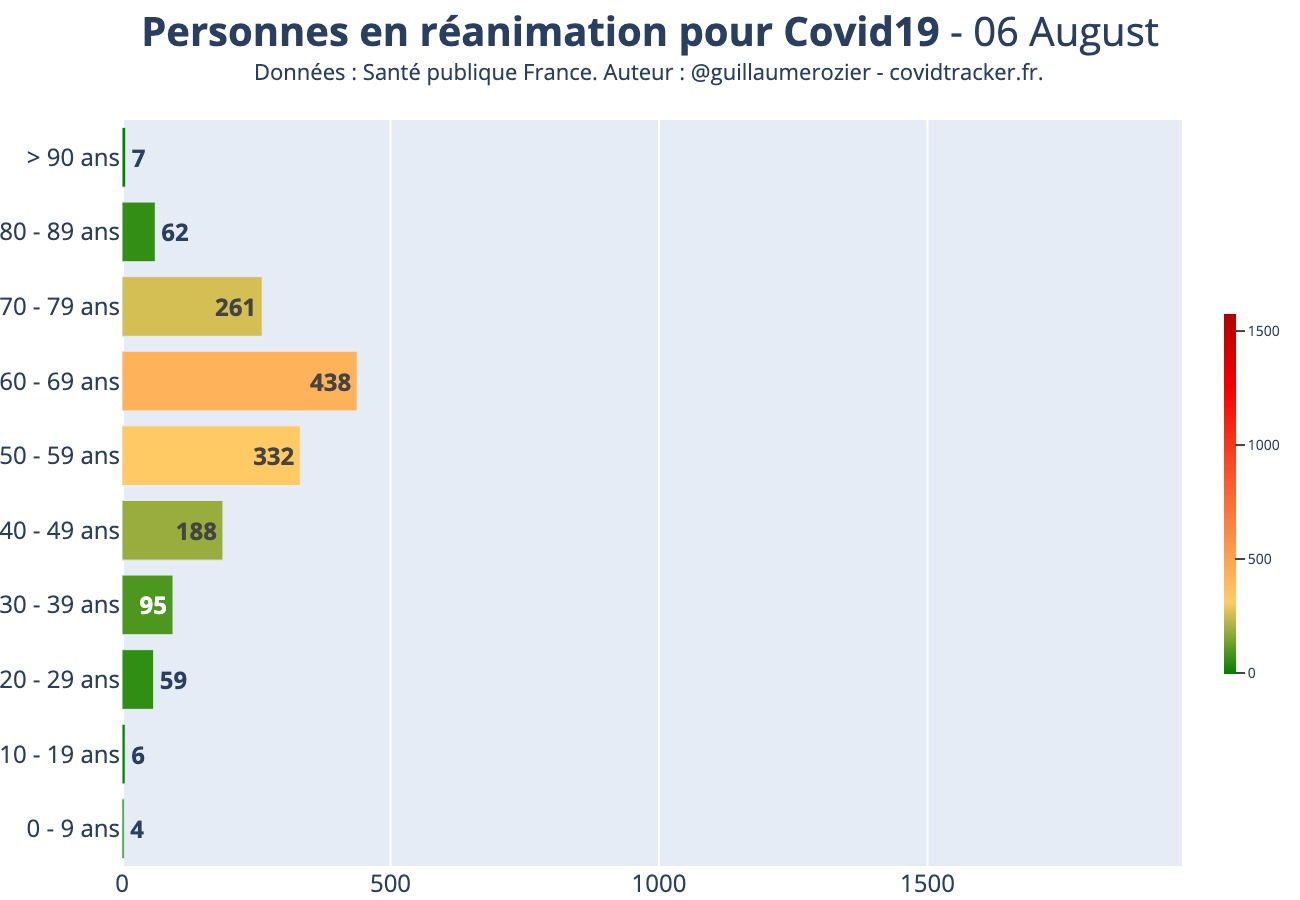 Personnes en réanimation pour Covid19 - 06 August
Données : Santé publique France. Auteur : @guillaumerozier - covidtracker.fr.
> 90 ans 7
80 - 89 ans 62
70 - 79 ans 261
60 - 69 ans 438
50 - 59 ans 332
40 - 49 ans 188
30 - 39 ans 95
20 - 29 ans 59
10 - 19 ans 6
0 - 9 ans 4
0 500 1000 1500
1500
1000
500
0